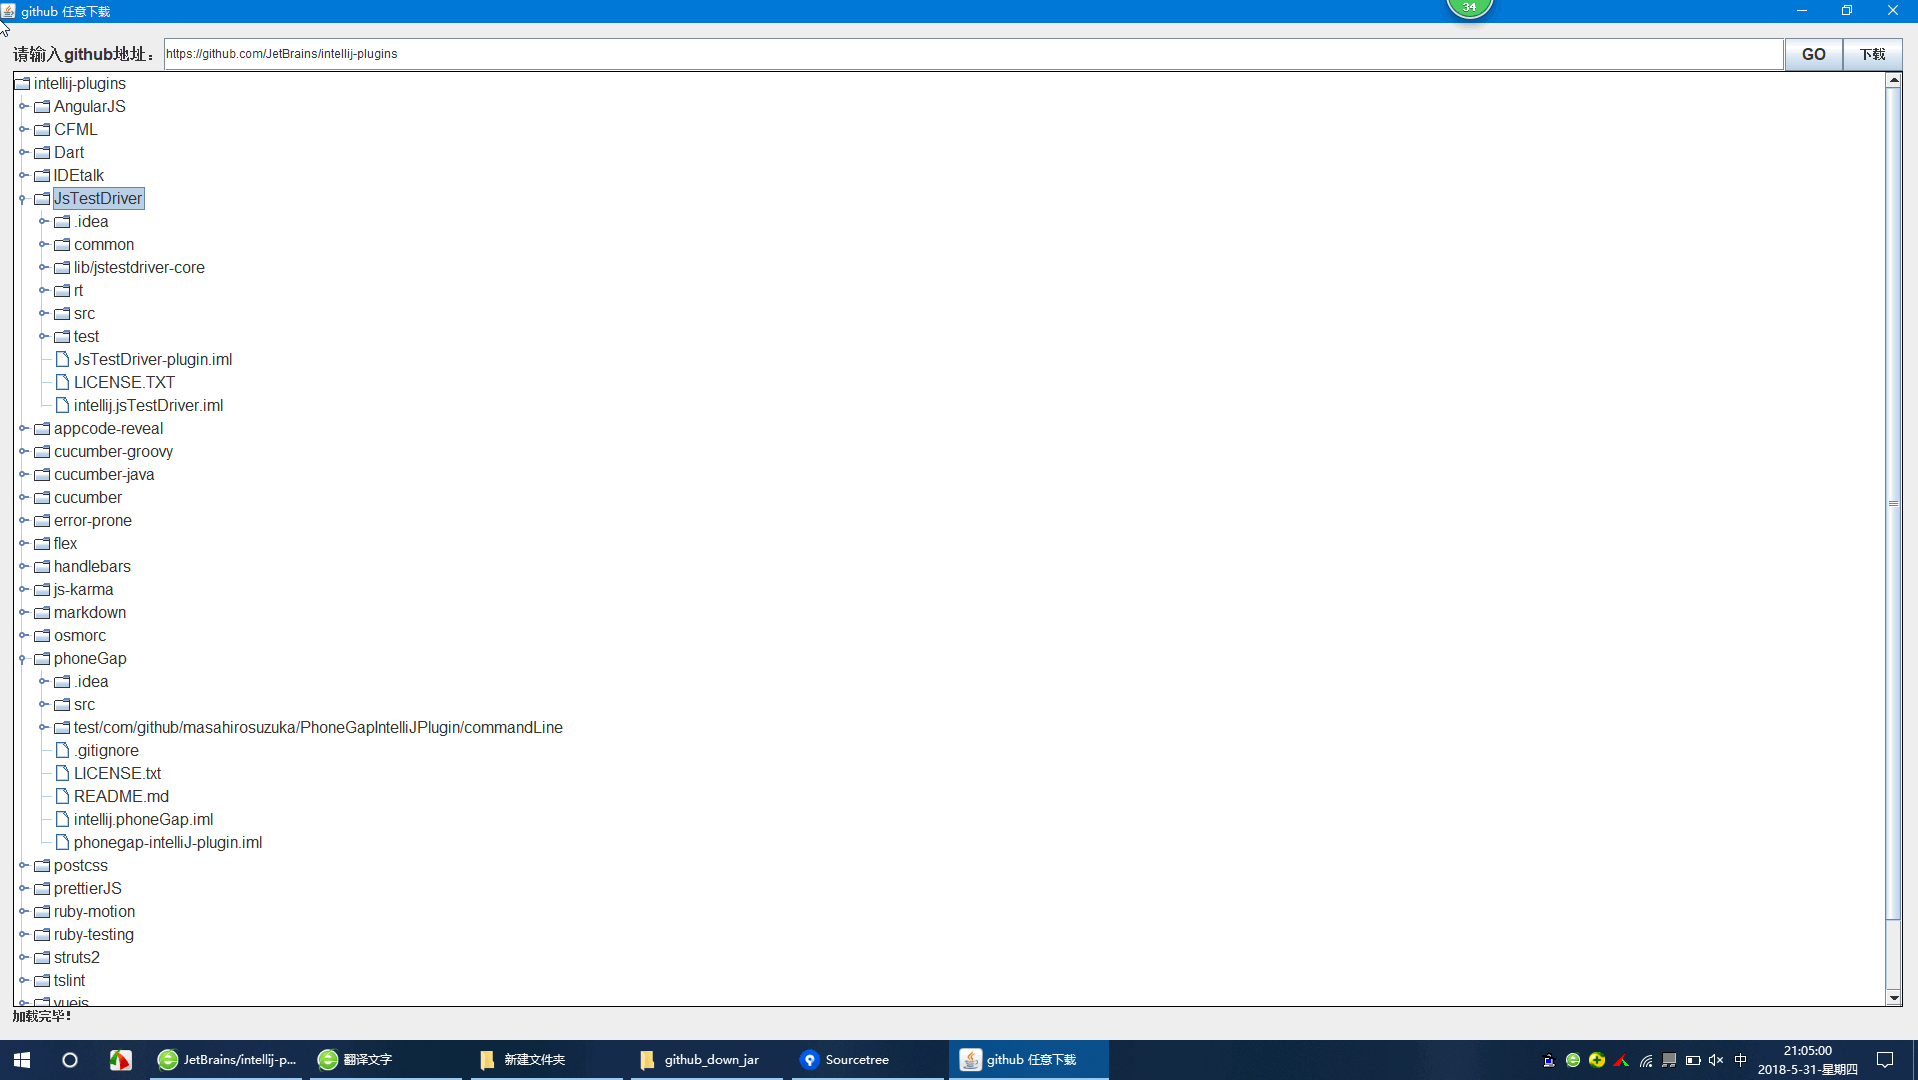 github 任意下载
34
请输入github地址：
https://github.com/JetBrains/intellij-plugins
GO
下载
intellij-plugins
AngularJS
CFML
Dart
IDEtalk
JsTestDriver
.idea
common
lib/jstestdriver-core
rt
src
test
JsTestDriver-plugin.iml
LICENSE.TXT
intellij.jsTestDriver.iml
appcode-reveal
cucumber-groovy
cucumber-java
cucumber
error-prone
flex
handlebars
js-karma
markdown
osmorc
phoneGap
.idea
src
test/com/github/masahirosuzuka/PhoneGapIntelliJPlugin/commandLine
.gitignore
LICENSE.txt
README.md
intellij.phoneGap.iml
phonegap-intelliJ-plugin.iml
postcss
prettierJS
ruby-motion
ruby-testing
struts2
tslint
vuejs
加载完毕！
JetBrains/intellij-p...
翻译文字
新建文件夹
github_down_jar
Sourcetree
github 任意下载
中
21:05:00
2018-5-31-星期四